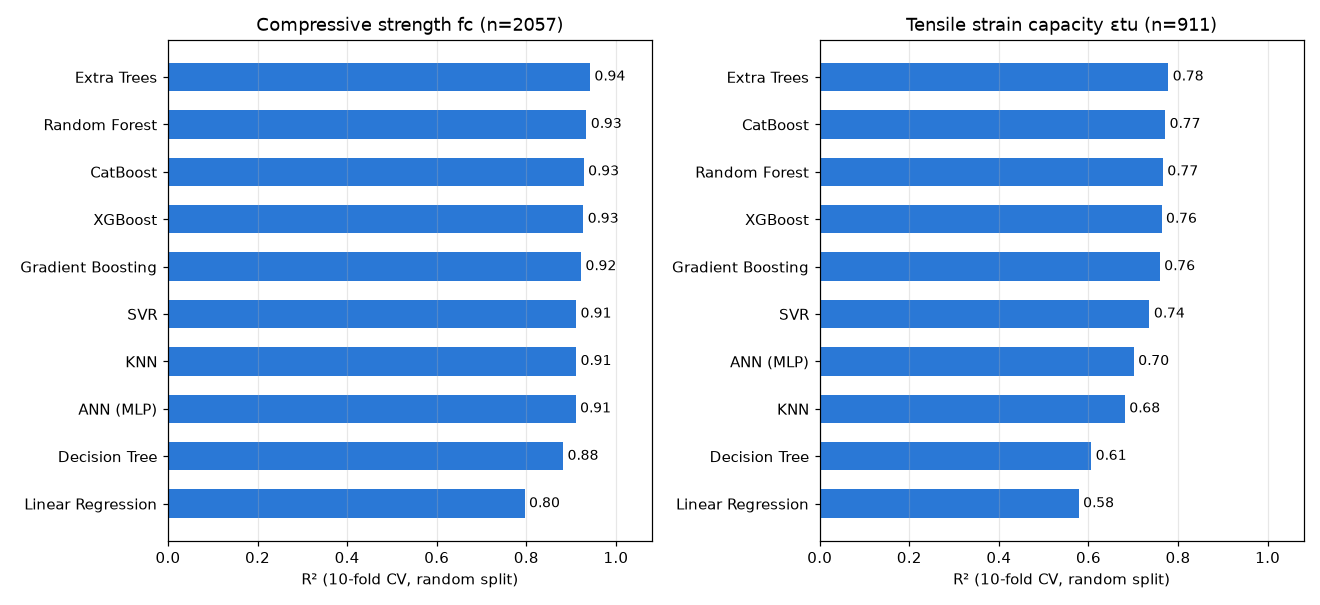 Compressive strength fc (n=2057)
Extra Trees 0.94
Random Forest 0.93
CatBoost 0.93
XGBoost 0.93
Gradient Boosting 0.92
SVR 0.91
KNN 0.91
ANN (MLP) 0.91
Decision Tree 0.88
Linear Regression 0.80
0.0 0.2 0.4 0.6 0.8 1.0
R² (10-fold CV, random split)
Tensile strain capacity εtu (n=911)
Extra Trees 0.78
CatBoost 0.77
Random Forest 0.77
XGBoost 0.76
Gradient Boosting 0.76
SVR 0.74
ANN (MLP) 0.70
KNN 0.68
Decision Tree 0.61
Linear Regression 0.58
0.0 0.2 0.4 0.6 0.8 1.0
R² (10-fold CV, random split)